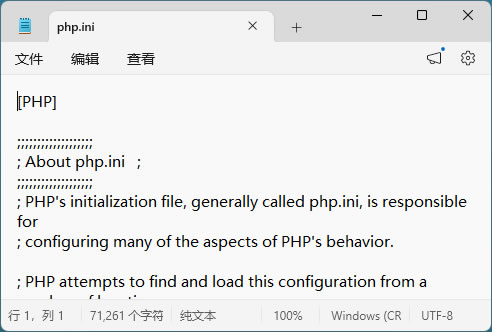 php.ini
文件 编辑 查看
[PHP]
;;;;;;;;;;;;;;;;;;;
; About php.ini   ;
;;;;;;;;;;;;;;;;;;;
; PHP's initialization file, generally called php.ini, is responsible
for
; configuring many of the aspects of PHP's behavior.
; PHP attempts to find and load this configuration from a
行 1，列 1 71,261 个字符 纯文本 100% Windows (CR UTF-8